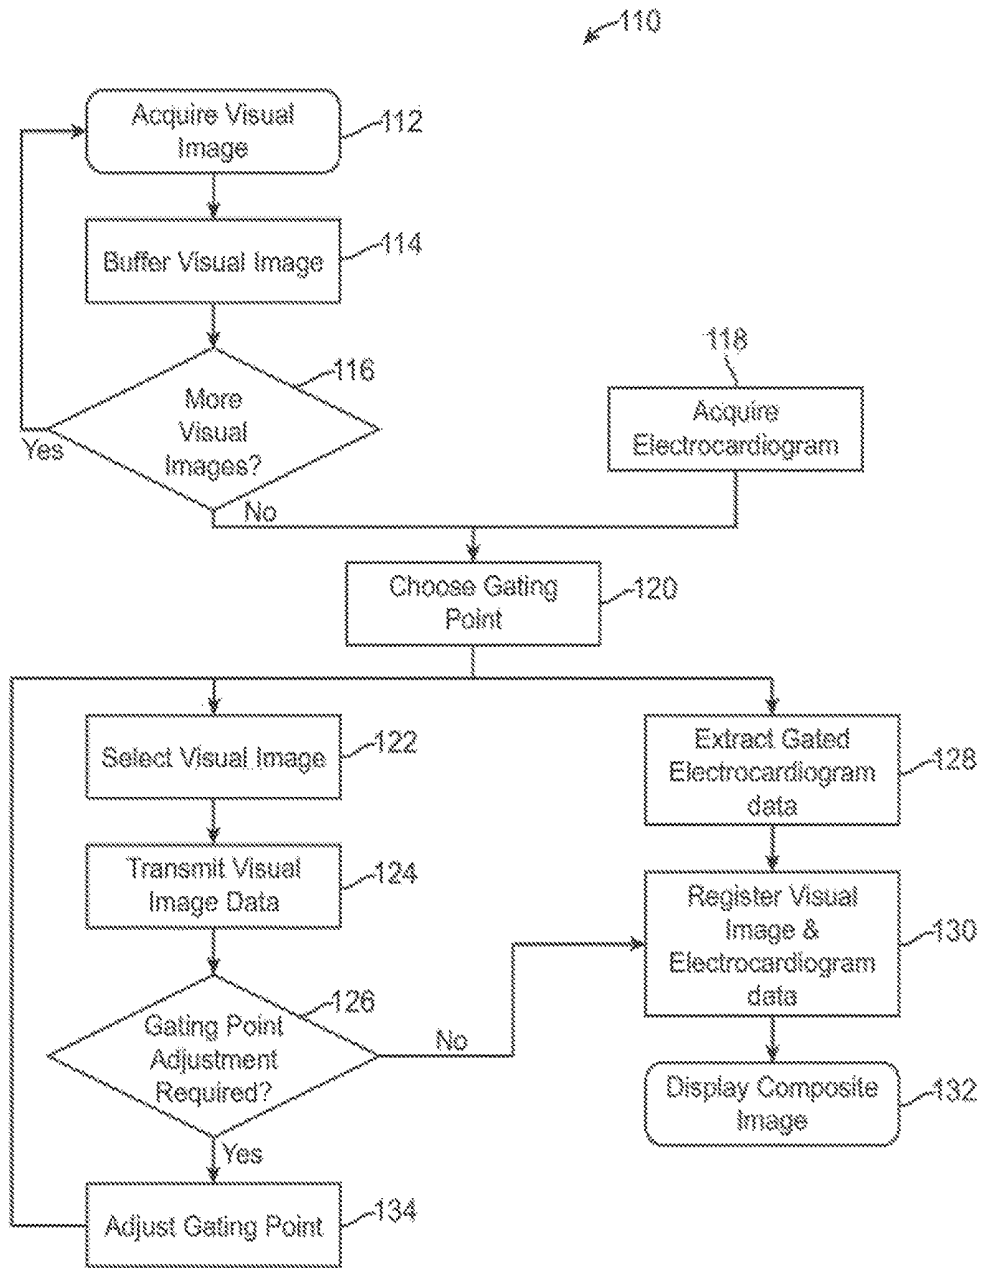 110
Acquire Visual
Image
112
Buffer Visual Image
114
More
Visual
Images?
116
Yes
No
118
Acquire
Electrocardiogram
Choose Gating
Point
120
Select Visual Image
122
Extract Gated
Electrocardiogram
data
128
Transmit Visual
Image Data
124
Register Visual
Image &
Electrocardiogram
data
130
Gating Point
Adjustment
Required?
126
No
Yes
Display Composite
Image
132
Adjust Gating Point
134